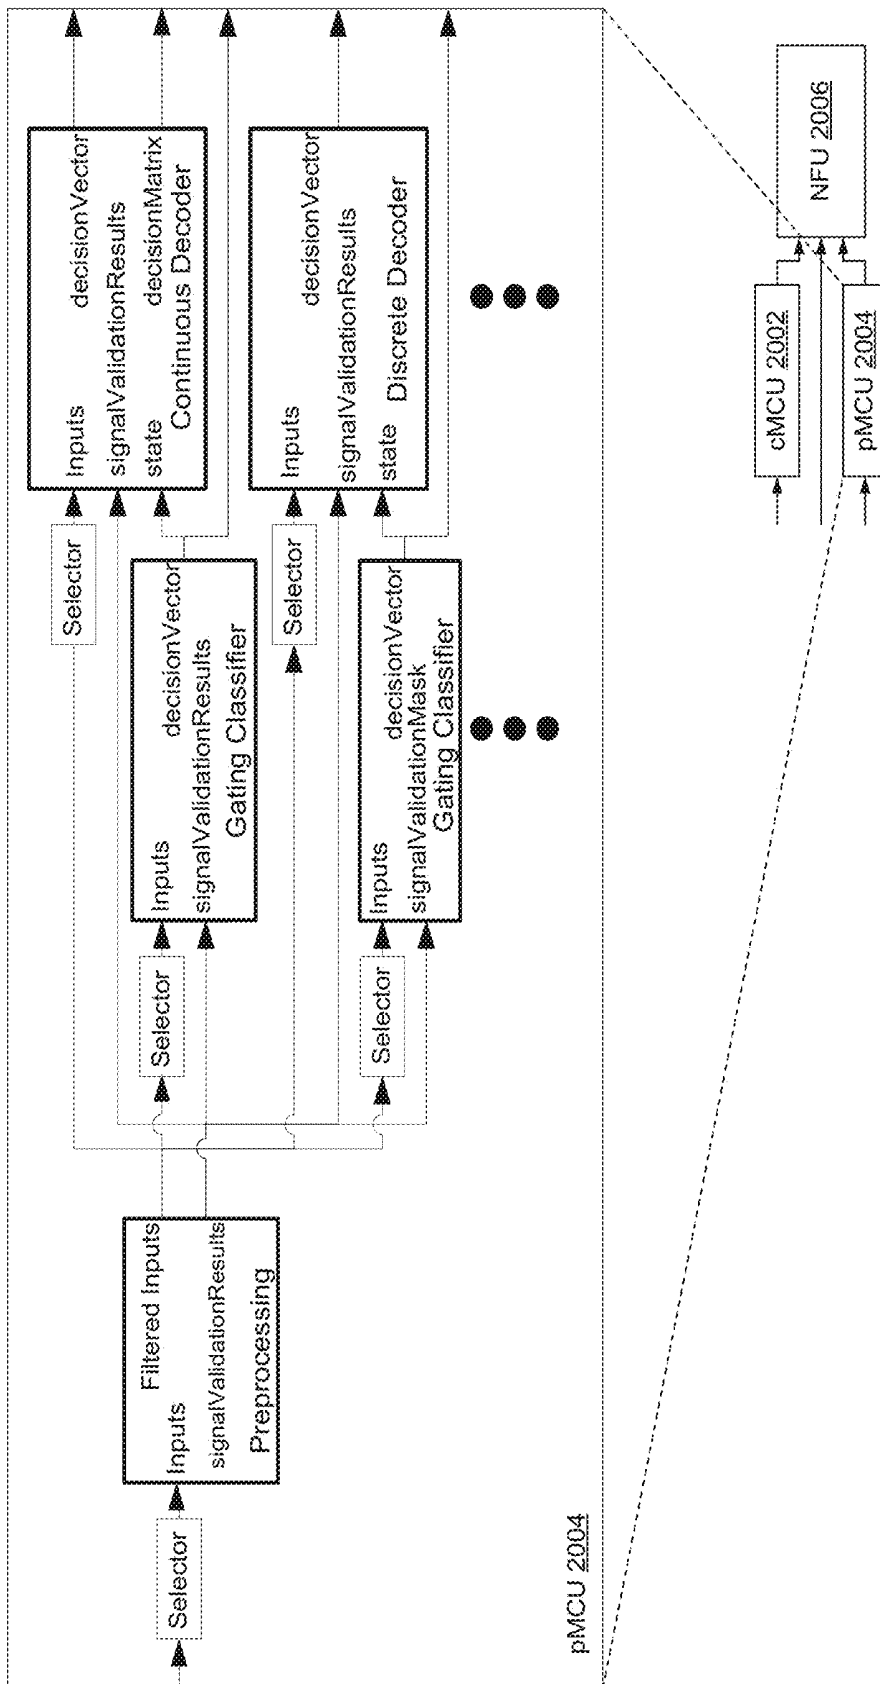 Selector
Inputs
Filtered Inputs
signalValidationResults
Preprocessing
Selector
Inputs
decisionVector
signalValidationResults
Gating Classifier
Selector
Inputs
decisionVector
signalValidationMask
Gating Classifier
Selector
Inputs
decisionVector
signalValidationResults
state
decisionMatrix
Continuous Decoder
Selector
Inputs
decisionVector
signalValidationResults
state
Discrete Decoder
pMCU 2004
cMCU 2002
pMCU 2004
NFU 2006